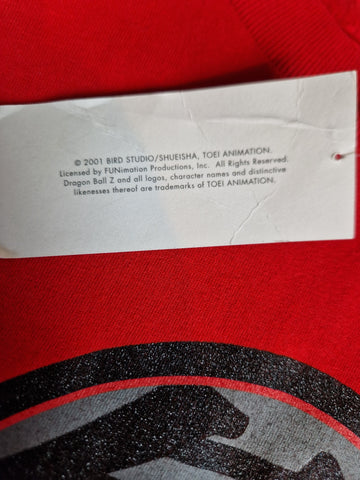 © 2001 BIRD STUDIO/SHUEISHA, TOEI ANIMATION.
Licensed by FUNimation Productions, Inc. All Rights Reserved.
Dragon Ball Z and all logos, character names and distinctive
likenesses thereof are trademarks of TOEI ANIMATION.